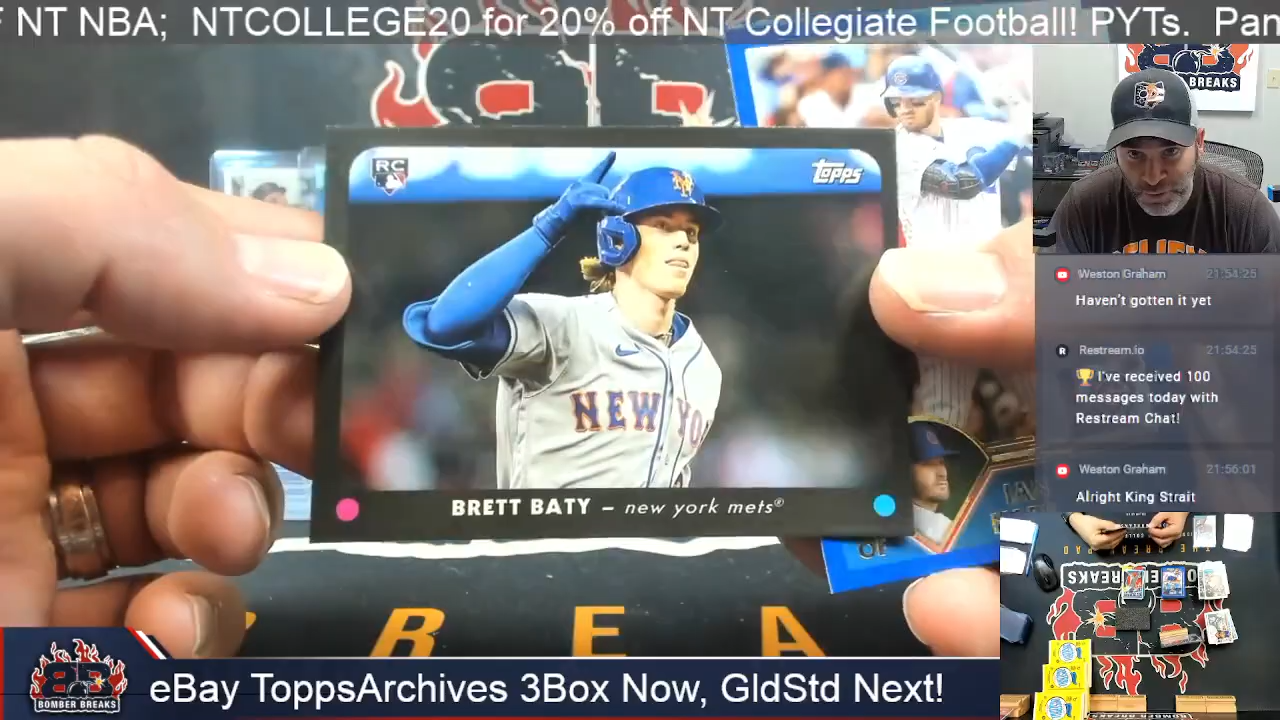 F NT NBA;  NTCOLLEGE20 for 20% off NT Collegiate Football! PYTs.  Pan
BREAKS
RC
Topps
NEW YO
BRETT BATY – new york mets®
Weston Graham 21:54:25
Haven't gotten it yet
Restream.io 21:54:25
🏆 I've received 100
messages today with
Restream Chat!
Weston Graham 21:56:01
Alright King Strait
OF
R E A
BOMBER BREAKS
eBay ToppsArchives 3Box Now, GldStd Next!